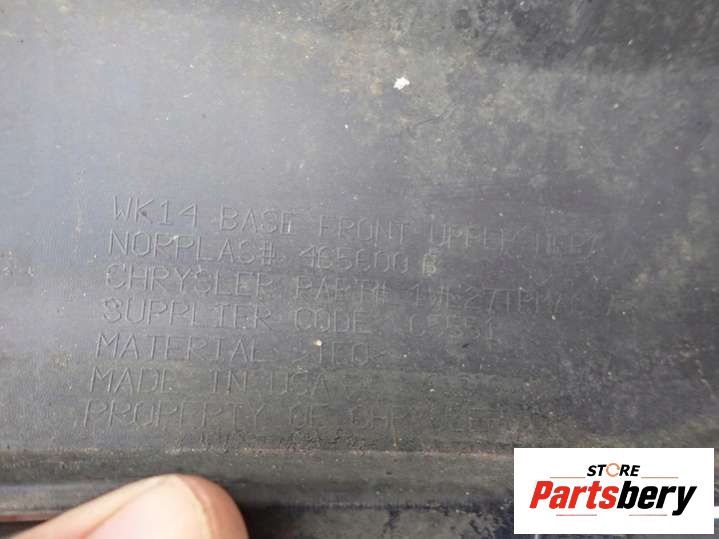 WK14 BASE FRONT UPPER
NORPLAS# 465600 B
CHRYSLER PART#
SUPPLIER CODE
MATERIAL >TEO<
MADE IN USA
PROPERTY OF CHRYSLER
STORE
Partsbery